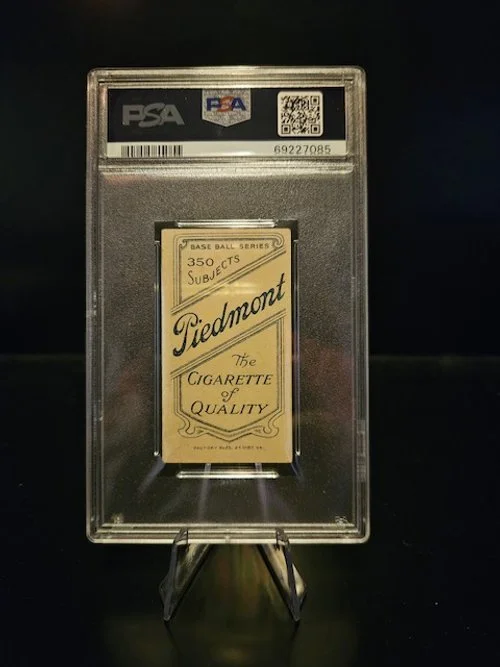 PSA
PSA
69227085
BASE BALL SERIES
350
SUBJECTS
Piedmont
The
CIGARETTE
of
QUALITY